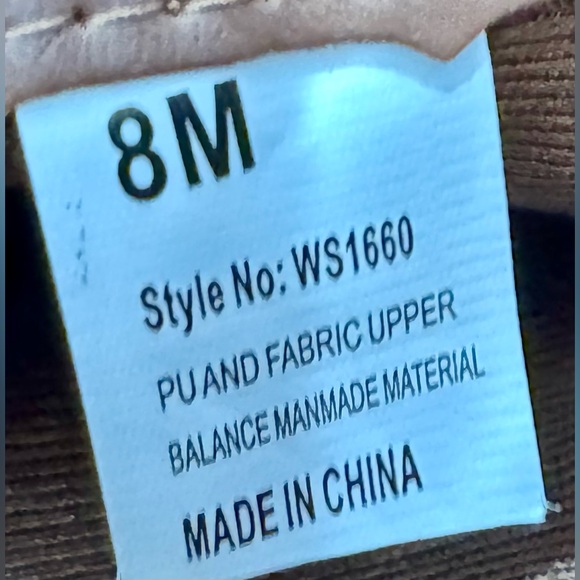 8M
Style No: WS1660
PU AND FABRIC UPPER
BALANCE MANMADE MATERIAL
MADE IN CHINA